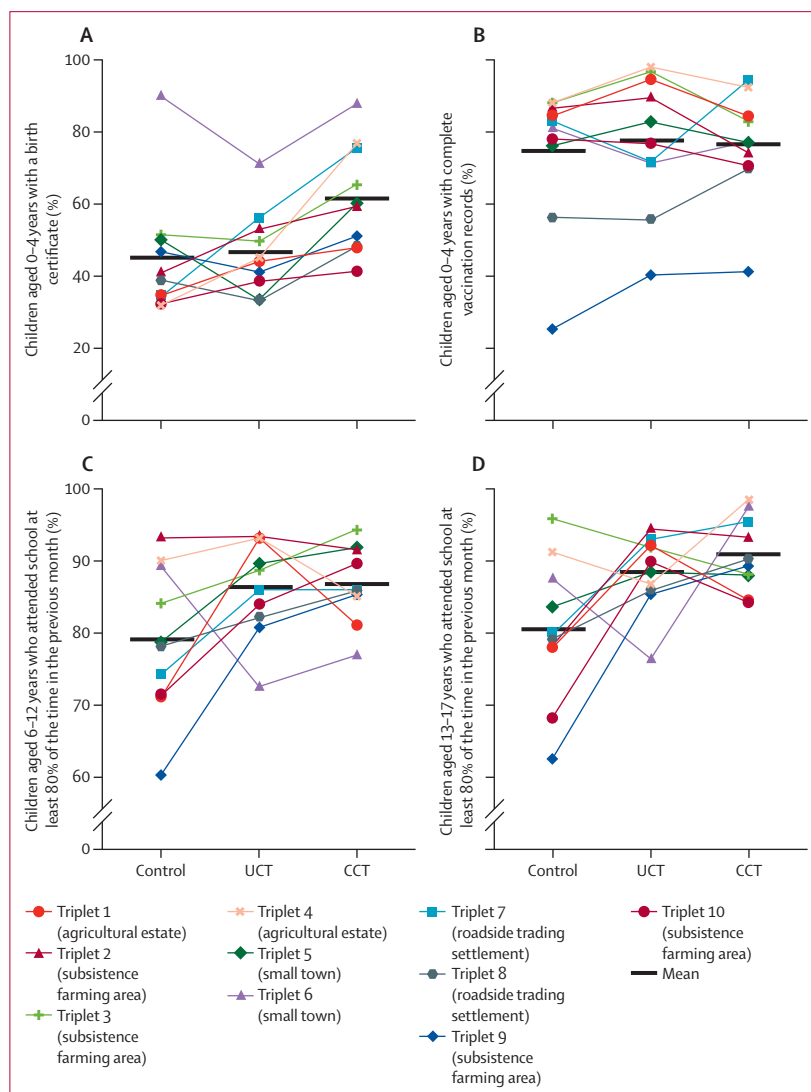 A
B
100
80
60
40
20
0
Children aged 0–4 years with a birth
certificate (%)
Children aged 0–4 years with complete
vaccination records (%)
C
D
100
90
80
70
60
0
Children aged 6–12 years who attended school at
least 80% of the time in the previous month (%)
Children aged 13–17 years who attended school at
least 80% of the time in the previous month (%)
Control
UCT
CCT
Control
UCT
CCT
Triplet 1
(agricultural estate)
Triplet 2
(subsistence
farming area)
Triplet 3
(subsistence
farming area)
Triplet 4
(agricultural estate)
Triplet 5
(small town)
Triplet 6
(small town)
Triplet 7
(roadside trading
settlement)
Triplet 8
(roadside trading
settlement)
Triplet 9
(subsistence
farming area)
Triplet 10
(subsistence
farming area)
Mean